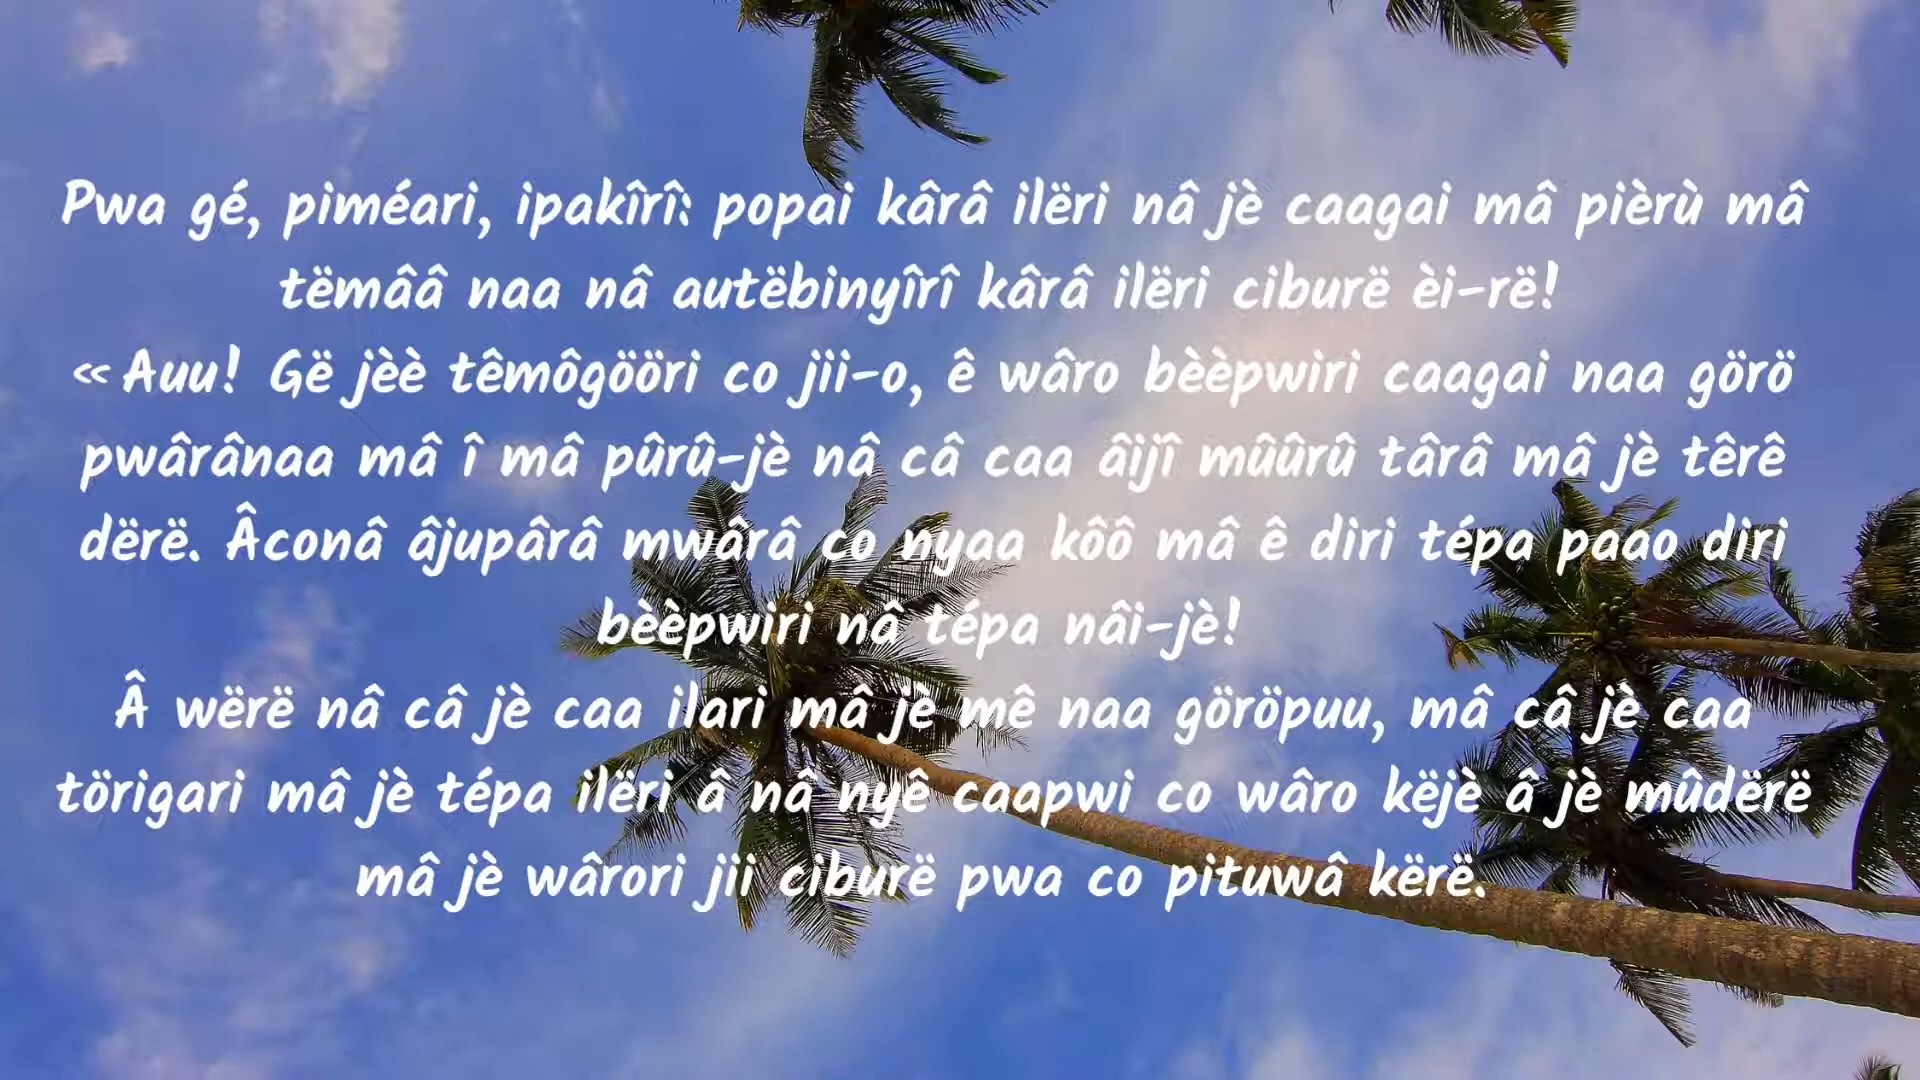 Pwa gé, piméari, ipakîrî: popai kârâ ilëri nâ jè caagai mâ pièrù mâ
tëmââ naa nâ autëbinyîrî kârâ ilëri ciburë èi-rë!
« Auu! Gë jèè têmôgööri co jii-o, ê wâro bèèpwiri caagai naa görö
pwârânaa mâ î mâ pûrû-jè nâ câ caa âijî mûûrû târâ mâ jè têrê
dërë. Âconâ âjupârâ mwârâ co nyaa kôô mâ ê diri tépa paao diri
bèèpwiri nâ tépa nâi-jè!
Â wërë nâ câ jè caa ilari mâ jè mê naa göröpuu, mâ câ jè caa
törigari mâ jè tépa ilëri â nâ nyê caapwi co wâro këjè â jè mûdërë
mâ jè wârori jii ciburë pwa co pituwâ kërë.